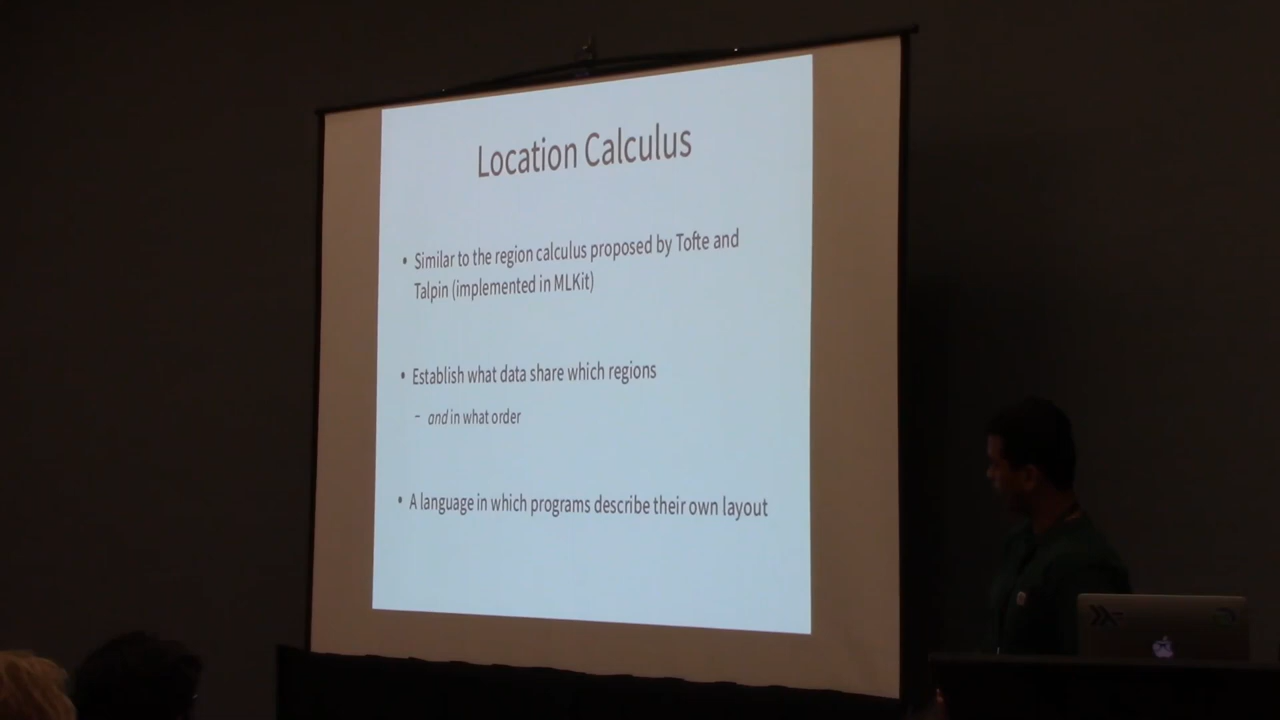 Location Calculus
• Similar to the region calculus proposed by Tofte and
Talpin (implemented in MLKit)
• Establish what data share which regions
– and in what order
• A language in which programs describe their own layout